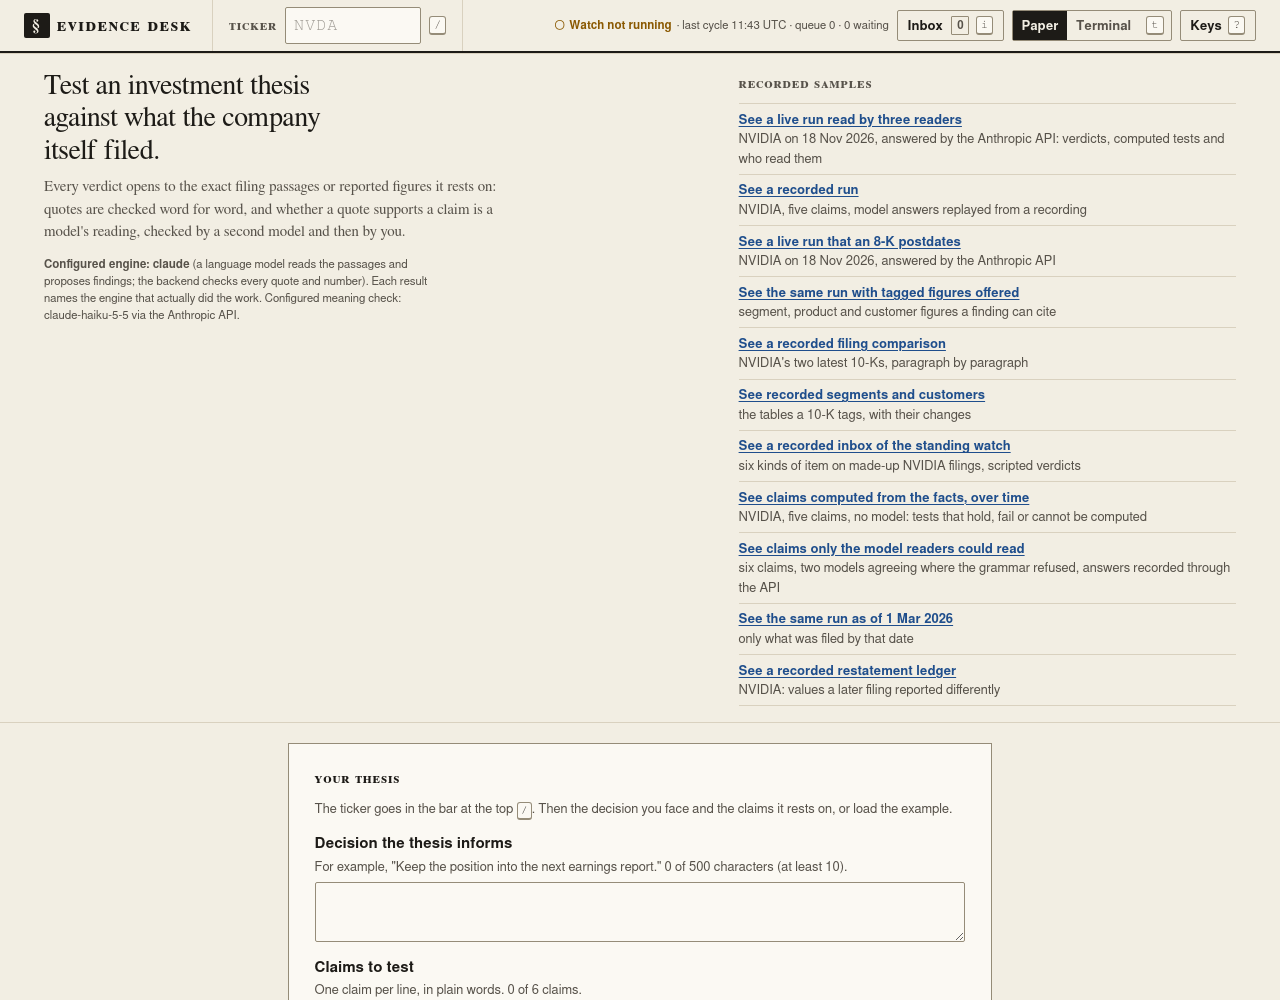 § EVIDENCE DESK TICKER NVDA / Watch not running · last cycle 11:43 UTC · queue 0 · 0 waiting Inbox 0 i Paper Terminal t Keys ?
Test an investment thesis
against what the company
itself filed.
Every verdict opens to the exact filing passages or reported figures it rests on:
quotes are checked word for word, and whether a quote supports a claim is a
model's reading, checked by a second model and then by you.
Configured engine: claude (a language model reads the passages and
proposes findings; the backend checks every quote and number). Each result
names the engine that actually did the work. Configured meaning check:
claude-haiku-5-5 via the Anthropic API.
RECORDED SAMPLES
See a live run read by three readers
NVIDIA on 18 Nov 2026, answered by the Anthropic API: verdicts, computed tests and
who read them
See a recorded run
NVIDIA, five claims, model answers replayed from a recording
See a live run that an 8-K postdates
NVIDIA on 18 Nov 2026, answered by the Anthropic API
See the same run with tagged figures offered
segment, product and customer figures a finding can cite
See a recorded filing comparison
NVIDIA's two latest 10-Ks, paragraph by paragraph
See recorded segments and customers
the tables a 10-K tags, with their changes
See a recorded inbox of the standing watch
six kinds of item on made-up NVIDIA filings, scripted verdicts
See claims computed from the facts, over time
NVIDIA, five claims, no model: tests that hold, fail or cannot be computed
See claims only the model readers could read
six claims, two models agreeing where the grammar refused, answers recorded through
the API
See the same run as of 1 Mar 2026
only what was filed by that date
See a recorded restatement ledger
NVIDIA: values a later filing reported differently
YOUR THESIS
The ticker goes in the bar at the top /. Then the decision you face and the claims it rests on, or load the example.
Decision the thesis informs
For example, "Keep the position into the next earnings report." 0 of 500 characters (at least 10).
Claims to test
One claim per line, in plain words. 0 of 6 claims.